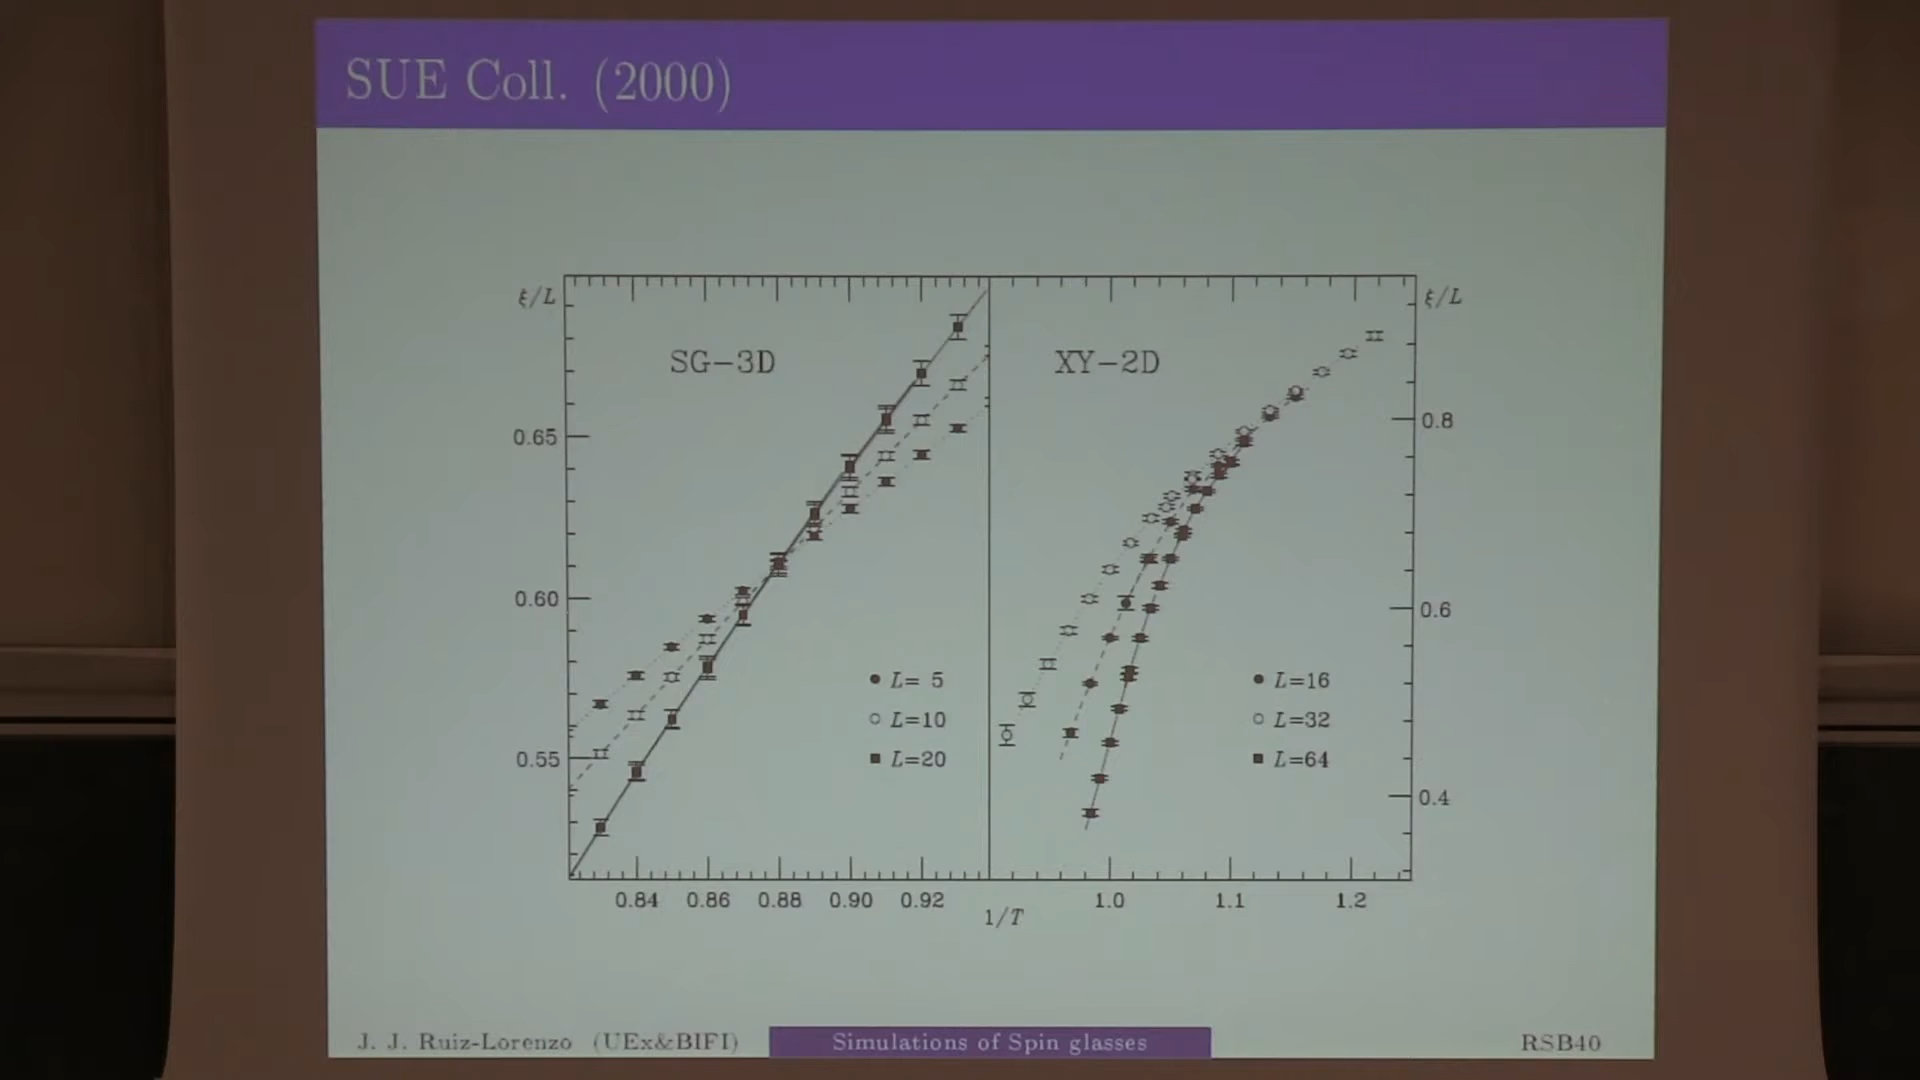 SUE Coll. (2000)
ξ/L
ξ/L
SG-3D
XY-2D
0.65
0.60
0.55
0.8
0.6
0.4
L= 5
L=10
L=20
L=16
L=32
L=64
0.84 0.86 0.88 0.90 0.92
1.0 1.1 1.2
1/T
J. J. Ruiz-Lorenzo (UEx&BIFI)
Simulations of Spin glasses
RSB40